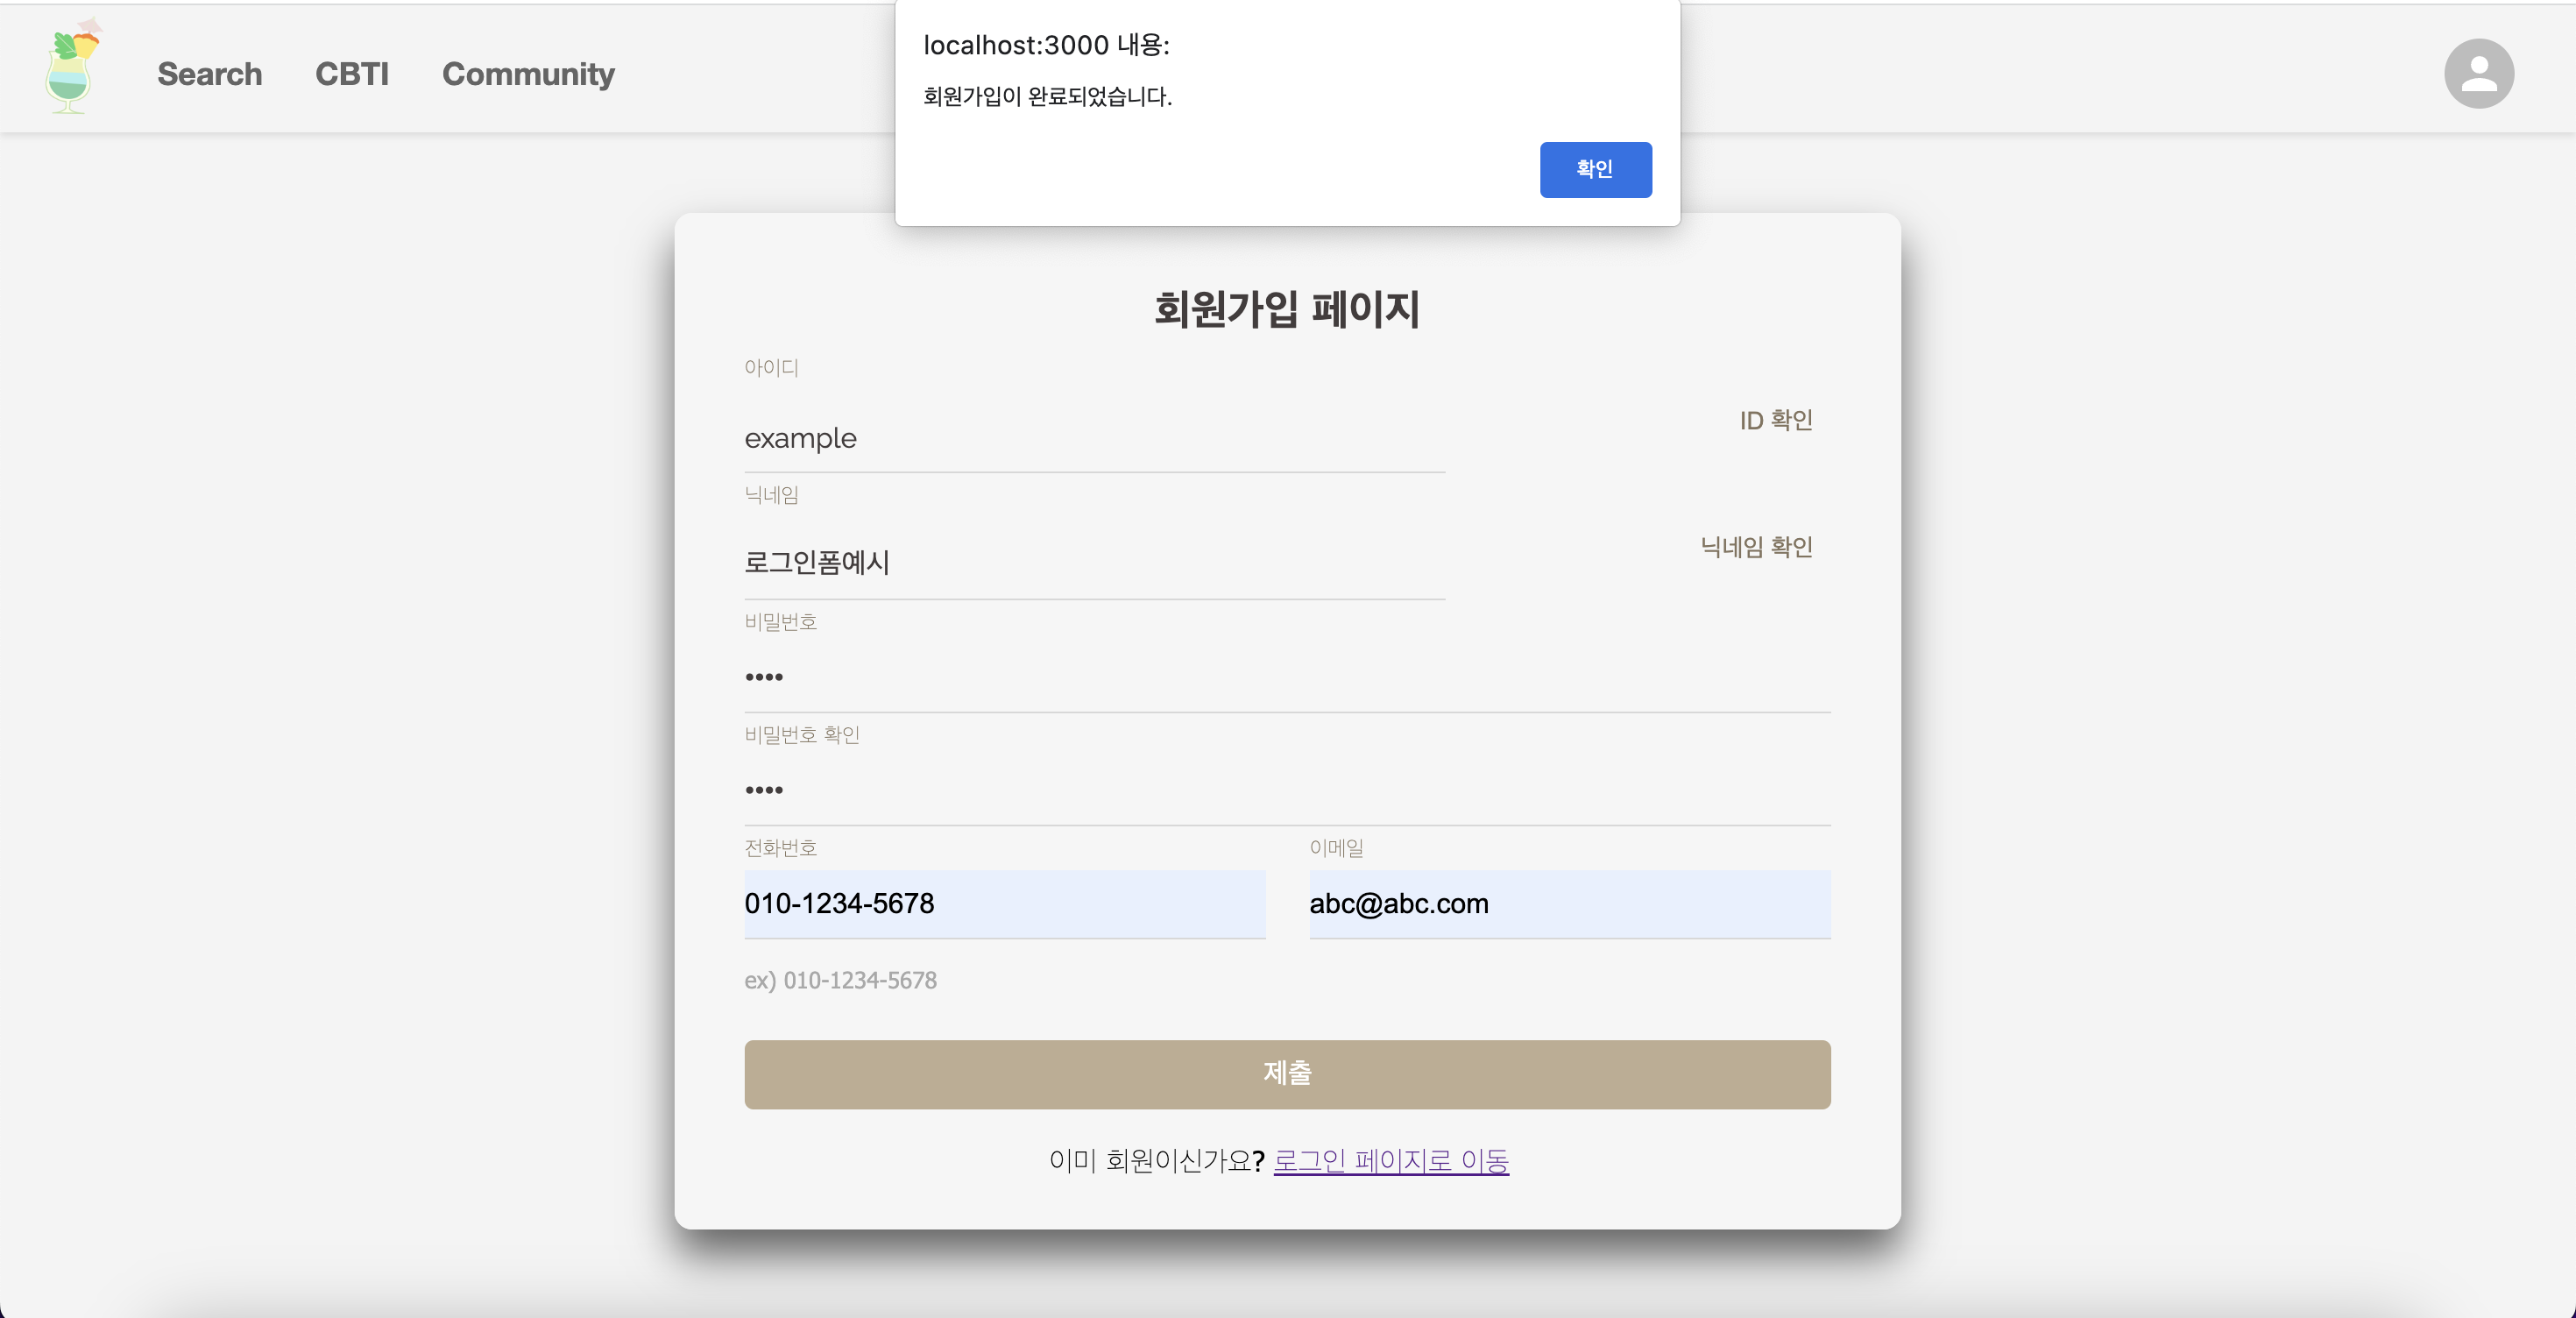 localhost:3000 내용:
회원가입이 완료되었습니다.
확인
Search CBTI Community
회원가입 페이지
아이디
example
ID 확인
닉네임
로그인폼예시
닉네임 확인
비밀번호
••••
비밀번호 확인
••••
전화번호 이메일
010-1234-5678 abc@abc.com
ex) 010-1234-5678
제출
이미 회원이신가요? 로그인 페이지로 이동